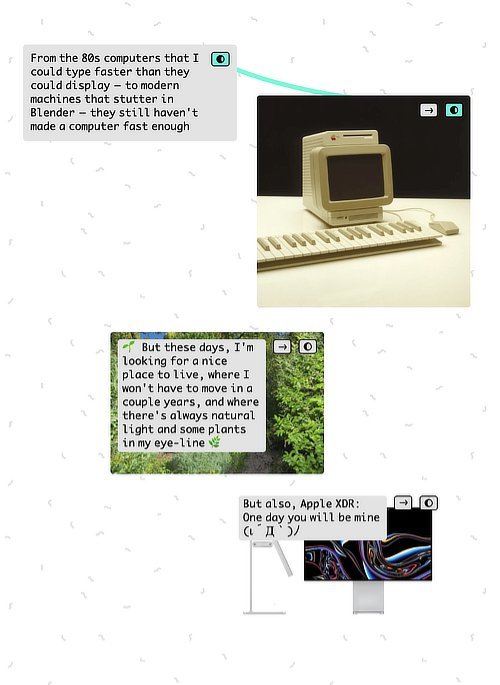 From the 80s computers that I
could type faster than they
could display – to modern
machines that stutter in
Blender – they still haven't
made a computer fast enough
🌱 But these days, I'm
looking for a nice
place to live, where I
won't have to move in a
couple years, and where
there's always natural
light and some plants
in my eye-line 🌿
But also, Apple XDR:
One day you will be mine
(ι´Д｀)ﾉ